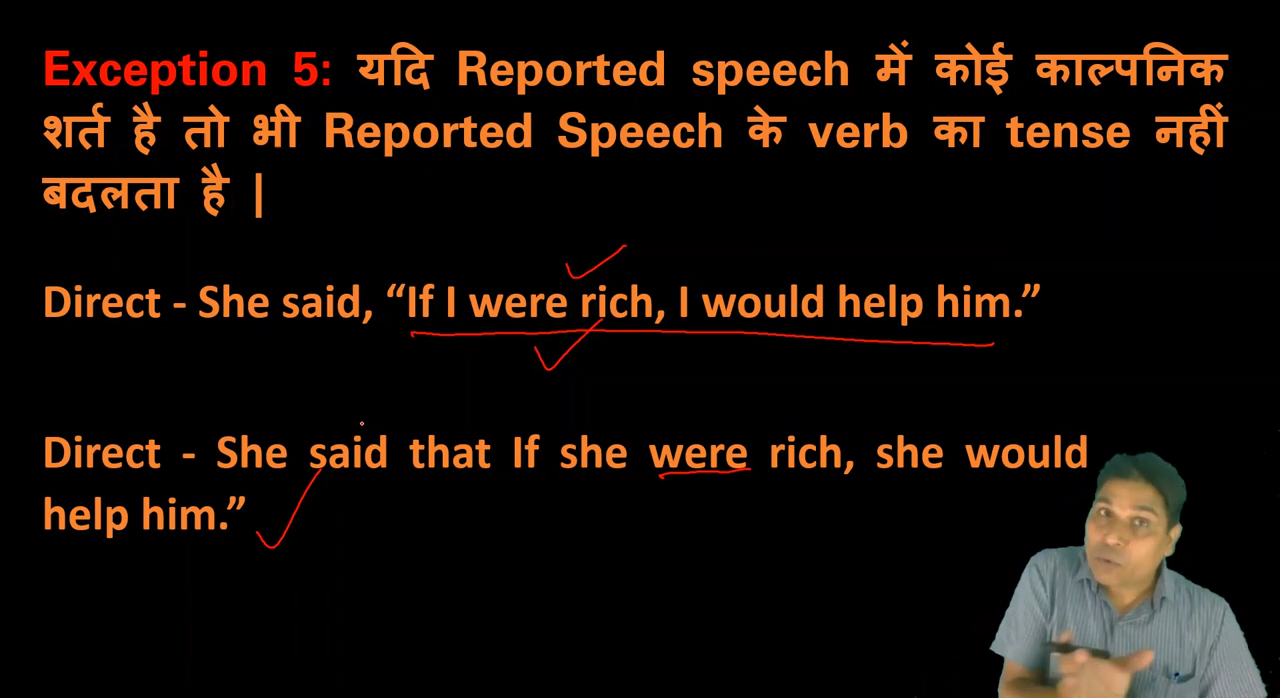 Exception 5: यदि Reported speech में कोई काल्पनिक
शर्त है तो भी Reported Speech के verb का tense नहीं
बदलता है |
Direct - She said, “If I were rich, I would help him.”
Direct - She said that If she were rich, she would
help him.”